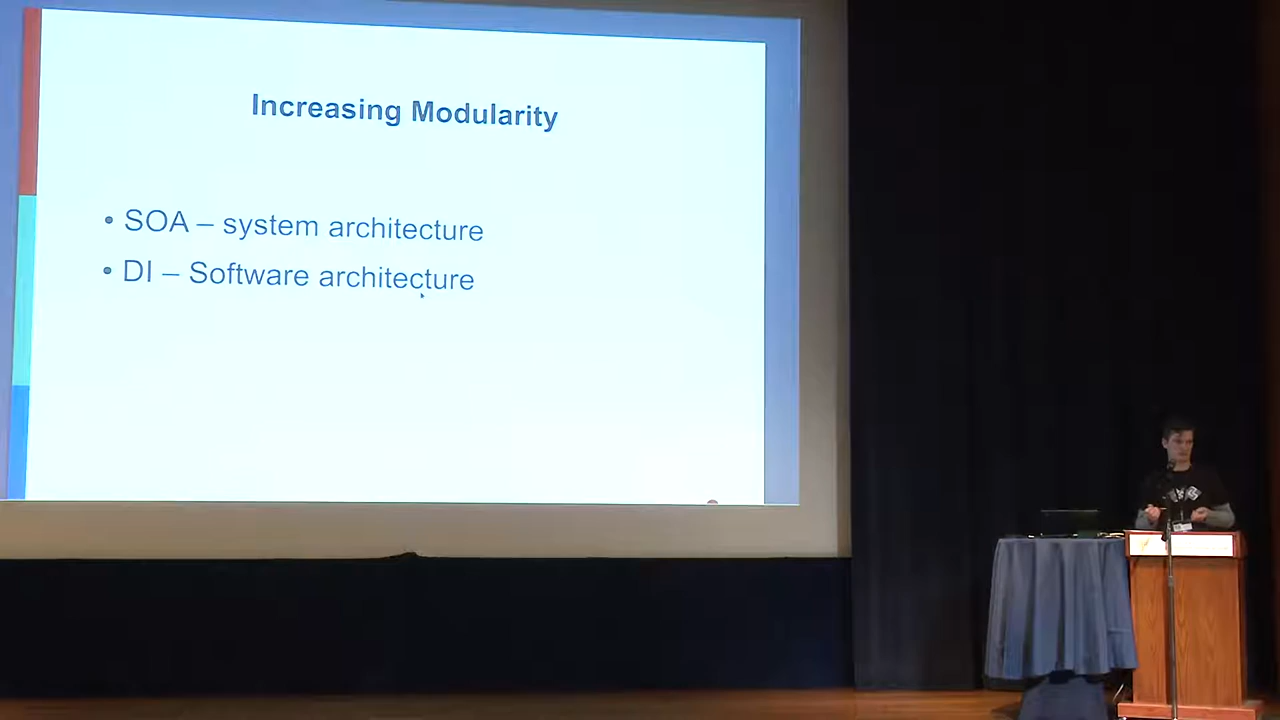 Increasing Modularity
• SOA – system architecture
• DI – Software architecture